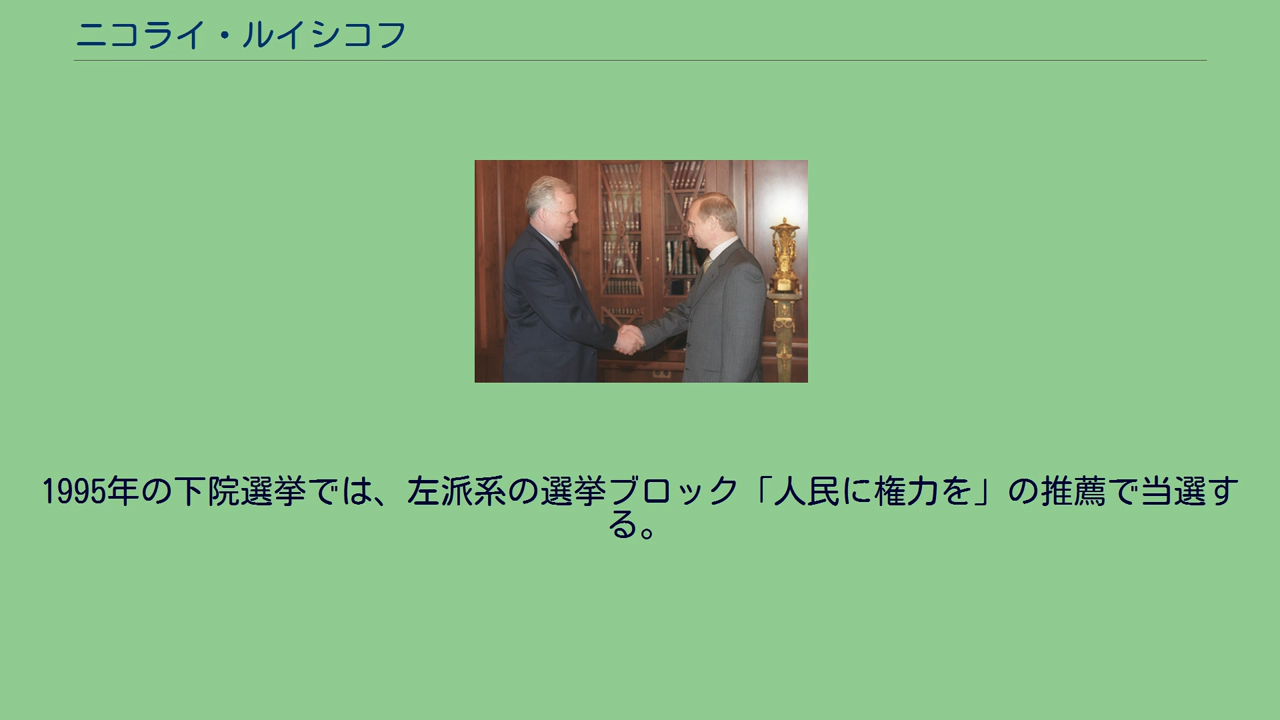 ニコライ・ルイシコフ
1995年の下院選挙では、左派系の選挙ブロック「人民に権力を」の推薦で当選す
る。